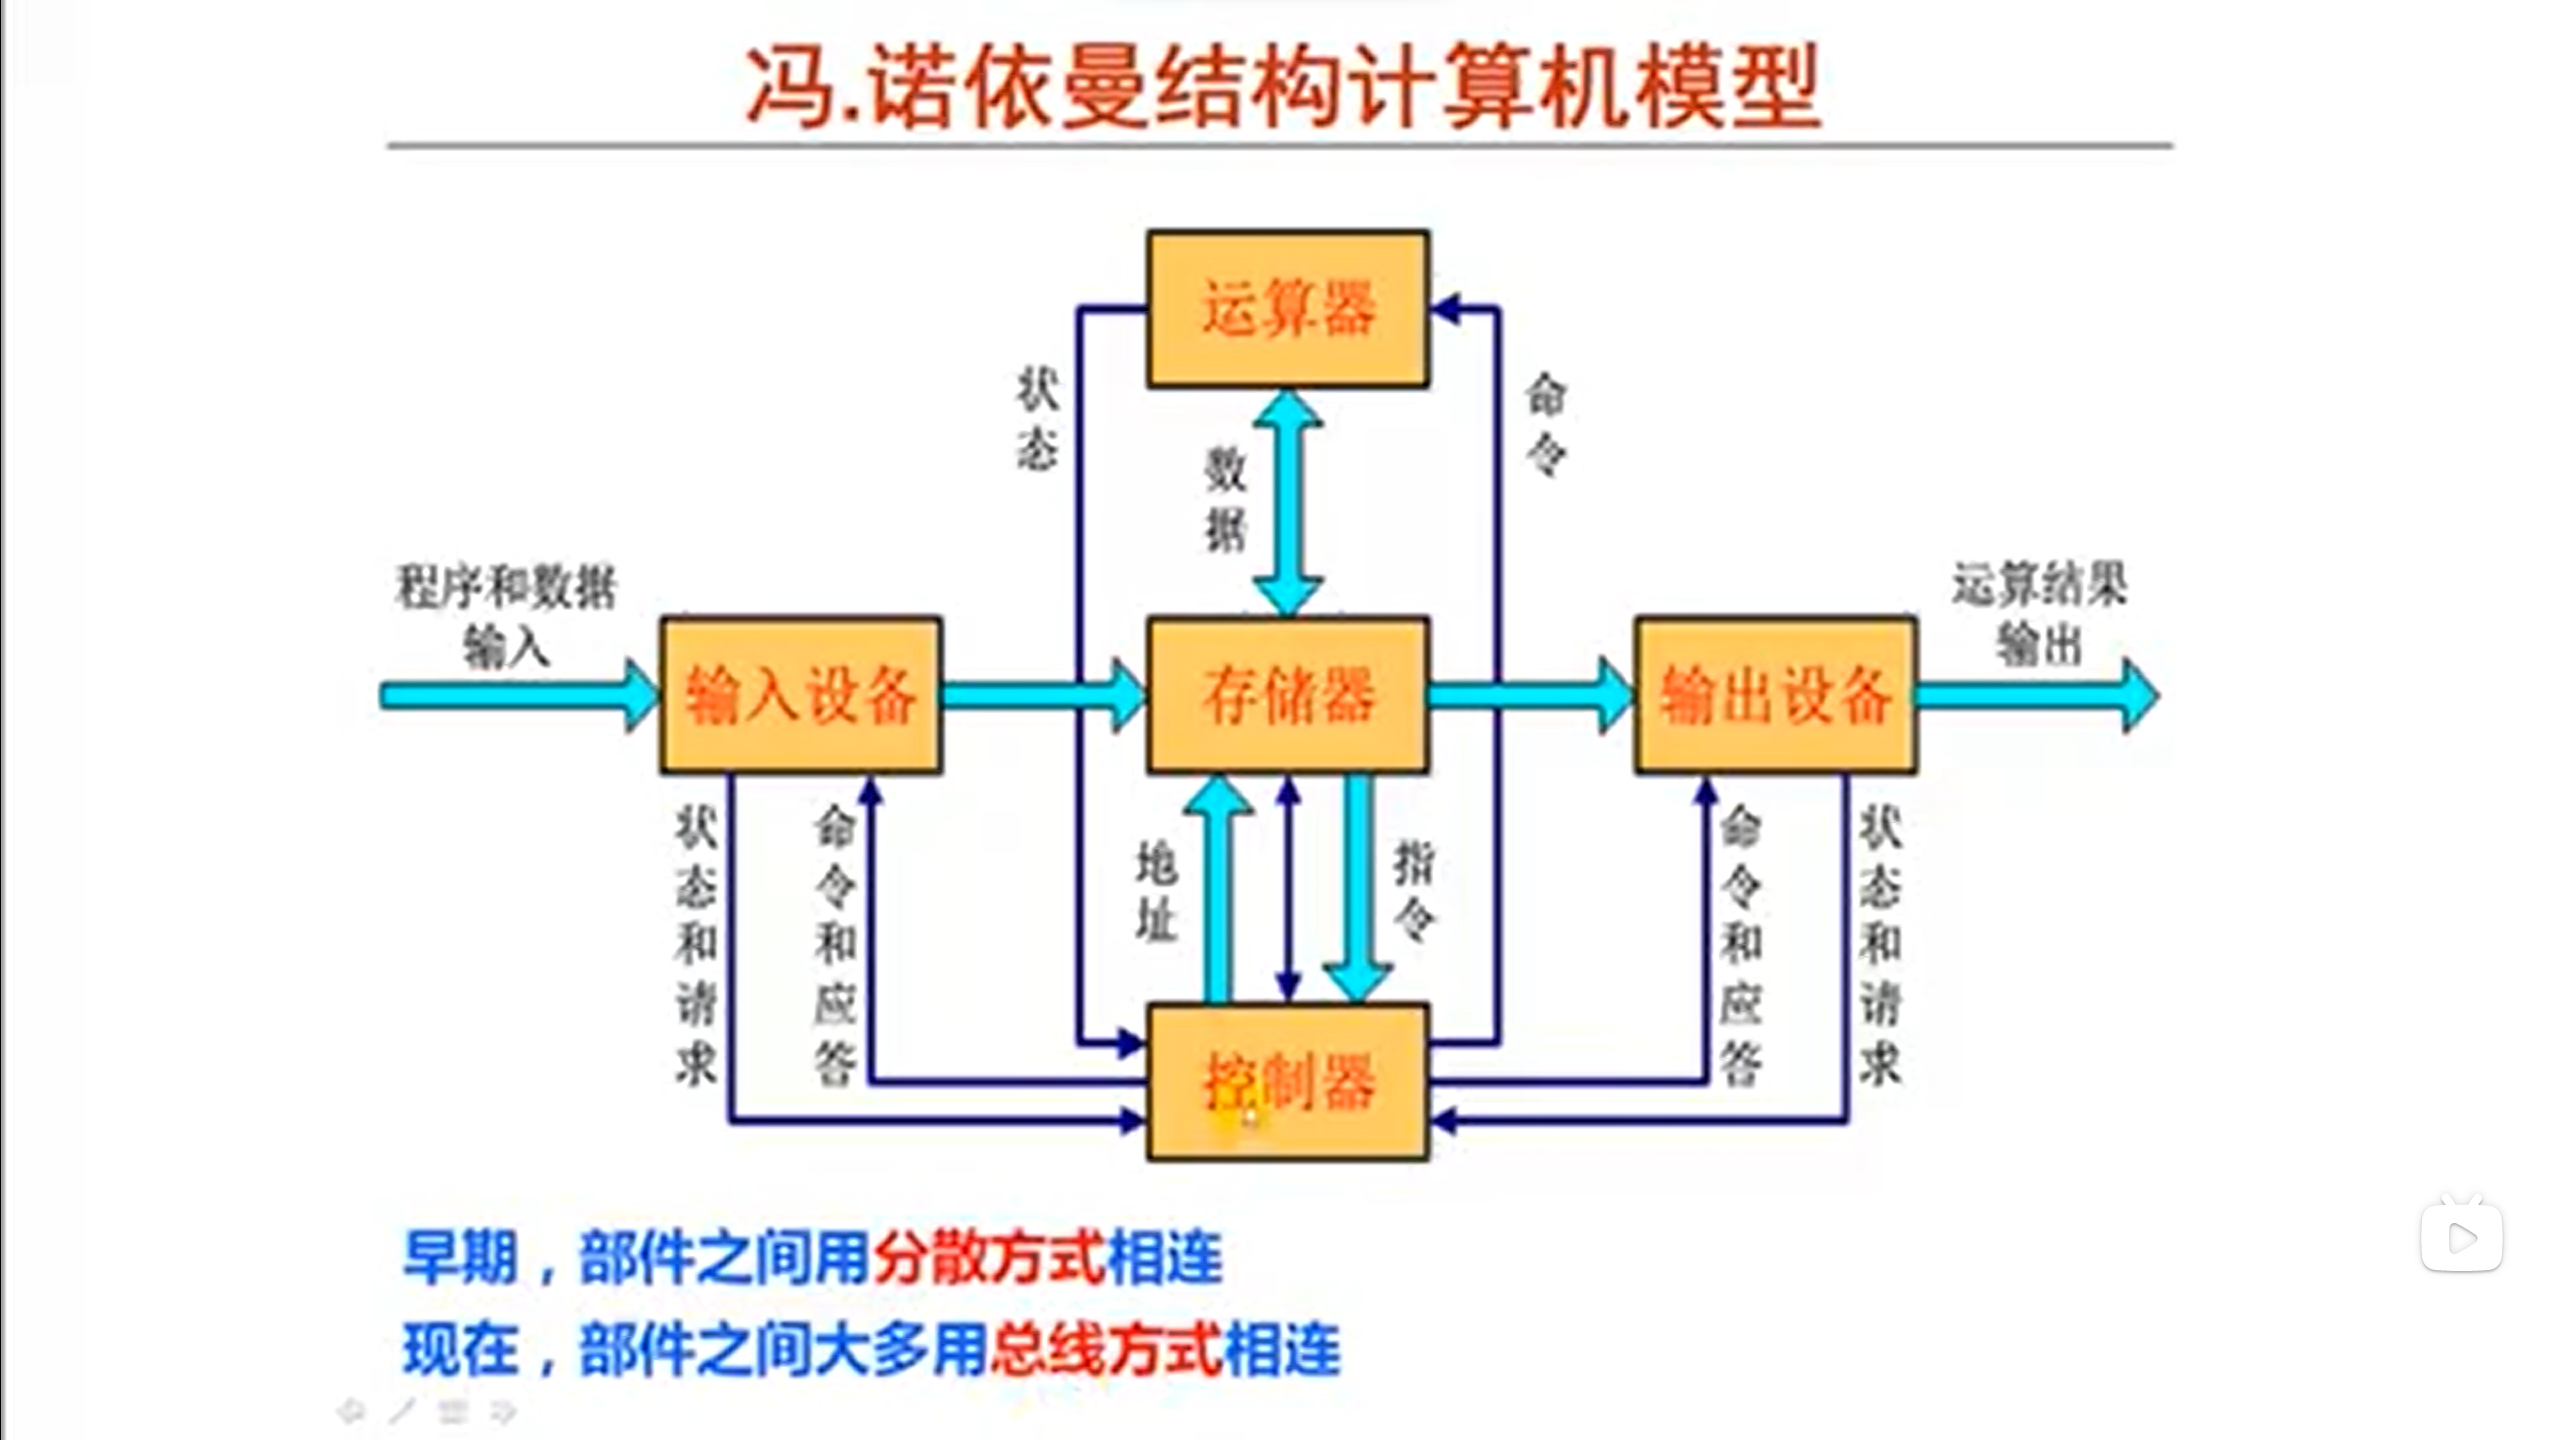 冯.诺依曼结构计算机模型
运算器
状态
命令
数据
程序和数据
输入
运算结果
输出
输入设备
存储器
输出设备
状态和请求
命令和应答
地址
指令
命令和应答
状态和请求
控制器
早期，部件之间用分散方式相连
现在，部件之间大多用总线方式相连